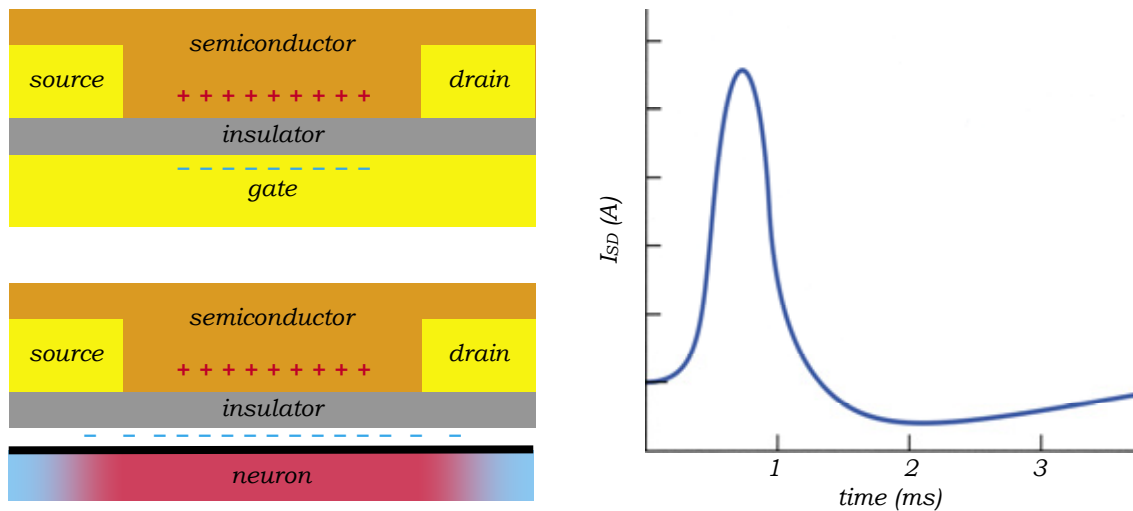 semiconductor
source
drain
+ + + + + + + + +
insulator
– – – – – – – – –
gate
semiconductor
source
drain
+ + + + + + + + +
insulator
– – – – – – – – – – –
neuron
I_SD (A)
1 2 3
time (ms)